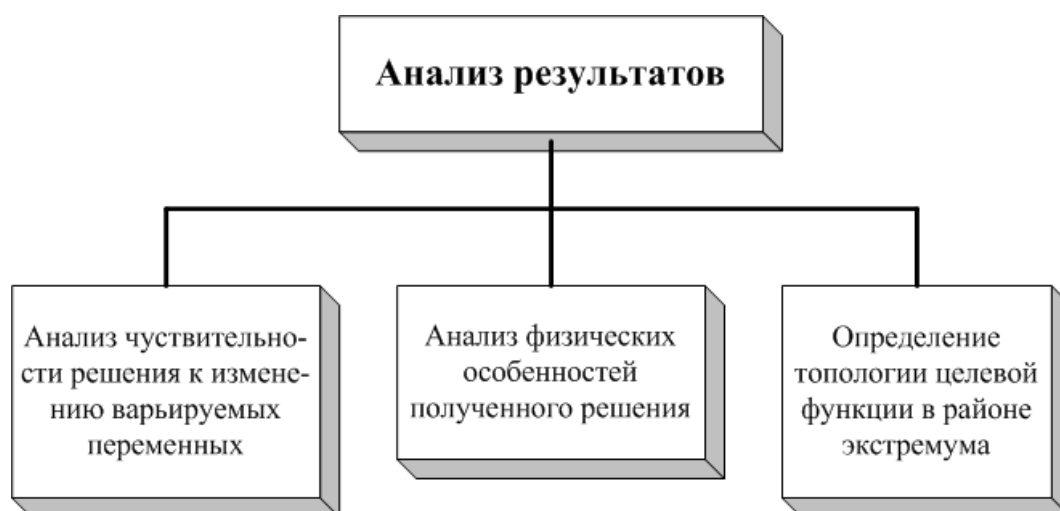 Анализ результатов
Анализ чуствительно-
сти решения к измене-
нию варьируемых
переменных
Анализ физических
особенностей
полученного решения
Определение
топологии целевой
функции в районе
экстремума